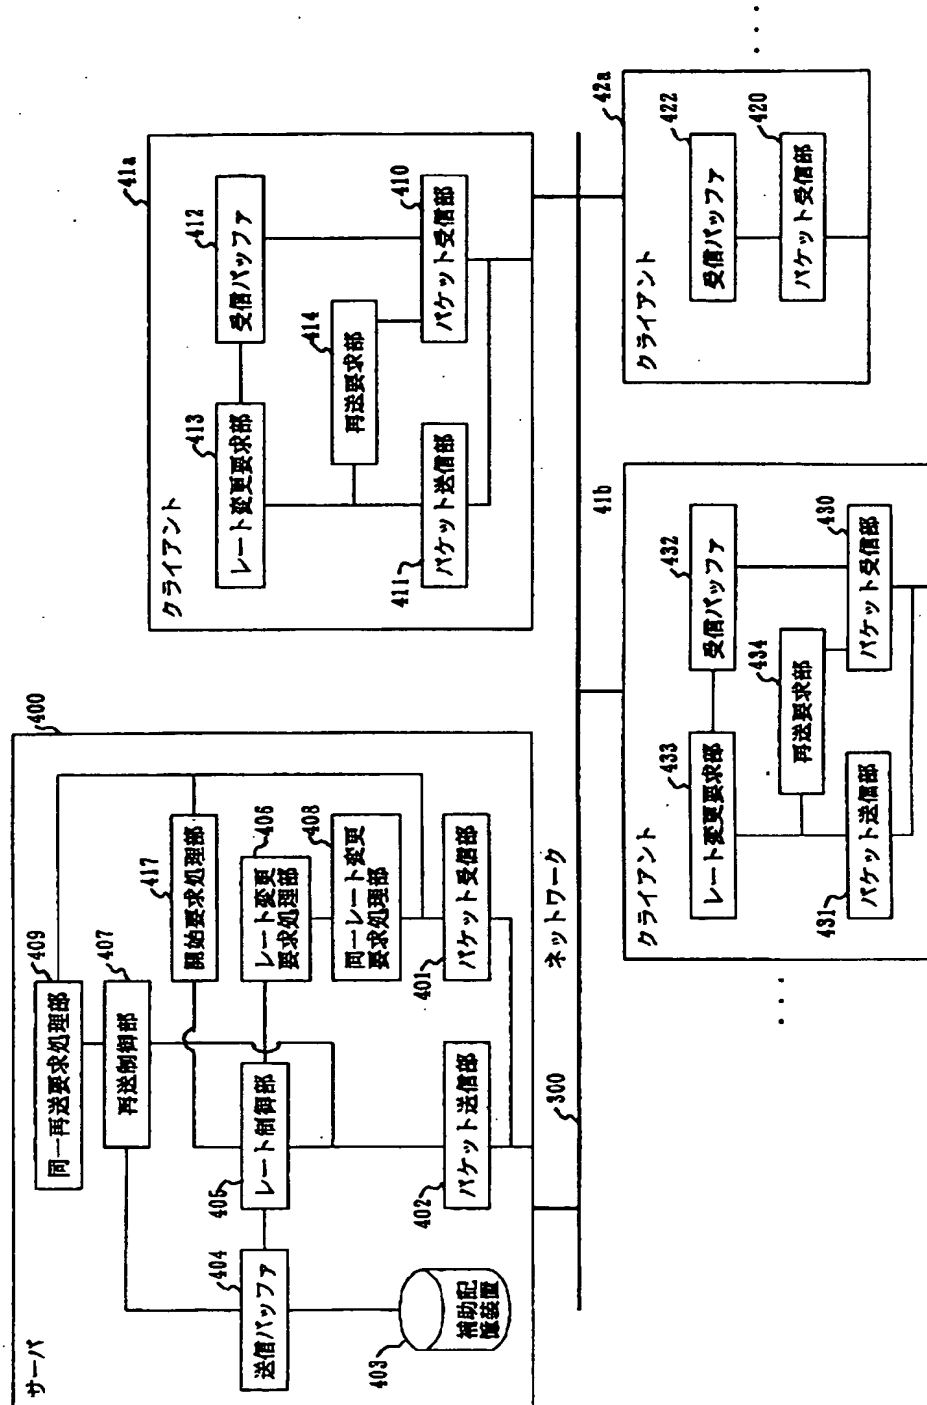 サーバ
400
409
同一再送要求処理部
407
再送制御部
417
開始要求処理部
404
送信バッファ
405
レート制御部
406
レート変更
要求処理部
408
同一レート変更
要求処理部
403
補助記
憶装置
402
パケット送信部
401
パケット受信部
300
ネットワーク
41a
クライアント
413
レート変更要求部
412
受信バッファ
414
再送要求部
411
パケット送信部
410
パケット受信部
41b
クライアント
433
レート変更要求部
432
受信バッファ
434
再送要求部
431
パケット送信部
430
パケット受信部
42a
クライアント
422
受信バッファ
420
パケット受信部
・・・
・・・